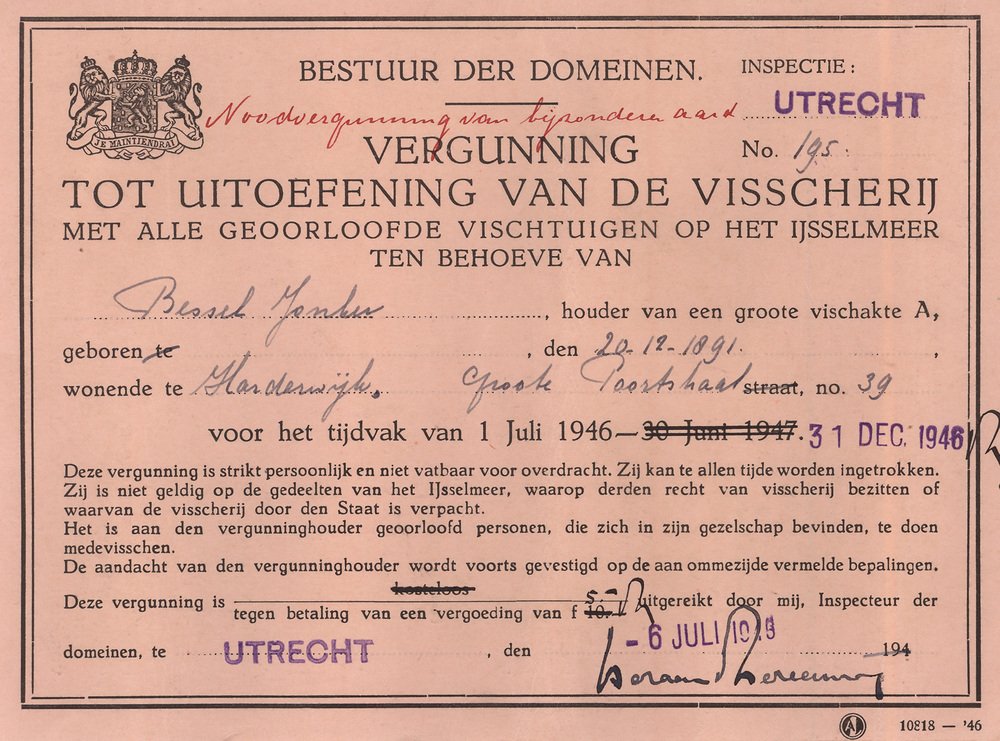 BESTUUR DER DOMEINEN.
INSPECTIE:
UTRECHT
Noodvergunning van bijzonderen aard
JE MAINTIENDRAI
VERGUNNING
No. 195.
TOT UITOEFENING VAN DE VISSCHERIJ
MET ALLE GEOORLOOFDE VISCHTUIGEN OP HET IJSSELMEER
TEN BEHOEVE VAN
Bessel Jonker, houder van een groote vischakte A,
geboren te, den 20-12-1891.,
wonende te Harderwijk. Groote Poortstraat straat, no. 39
voor het tijdvak van 1 Juli 1946—30 Juni 1947. 31 DEC. 1946
Deze vergunning is strikt persoonlijk en niet vatbaar voor overdracht. Zij kan te allen tijde worden ingetrokken.
Zij is niet geldig op de gedeelten van het IJsselmeer, waarop derden recht van visscherij bezitten of
waarvan de visscherij door den Staat is verpacht.
Het is aan den vergunninghouder geoorloofd personen, die zich in zijn gezelschap bevinden, te doen
medevisschen.
De aandacht van den vergunninghouder wordt voorts gevestigd op de aan ommezijde vermelde bepalingen.
kosteloos
Deze vergunning is tegen betaling van een vergoeding van f 10.- 5.- uitgereikt door mij, Inspecteur der
domeinen, te UTRECHT, den - 6 JULI 194
A 10818 — '46